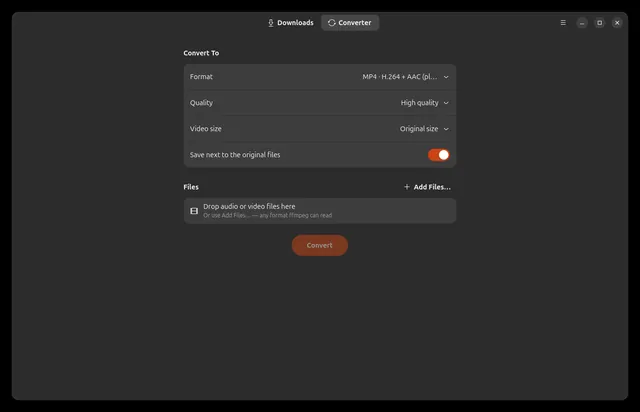 Downloads
Converter
Convert To
Format
MP4 · H.264 + AAC (pl…
Quality
High quality
Video size
Original size
Save next to the original files
Files
Add Files…
Drop audio or video files here
Or use Add Files… — any format ffmpeg can read
Convert